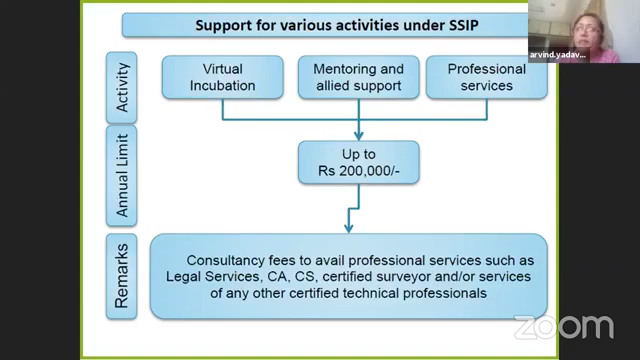 Support for various activities under SSIP
arvind.yadav...
Activity
Virtual
Incubation
Mentoring and
allied support
Professional
services
Annual Limit
Up to
Rs 200,000/-
Remarks
Consultancy fees to avail professional services such as
Legal Services, CA, CS, certified surveyor and/or services
of any other certified technical professionals
zoom